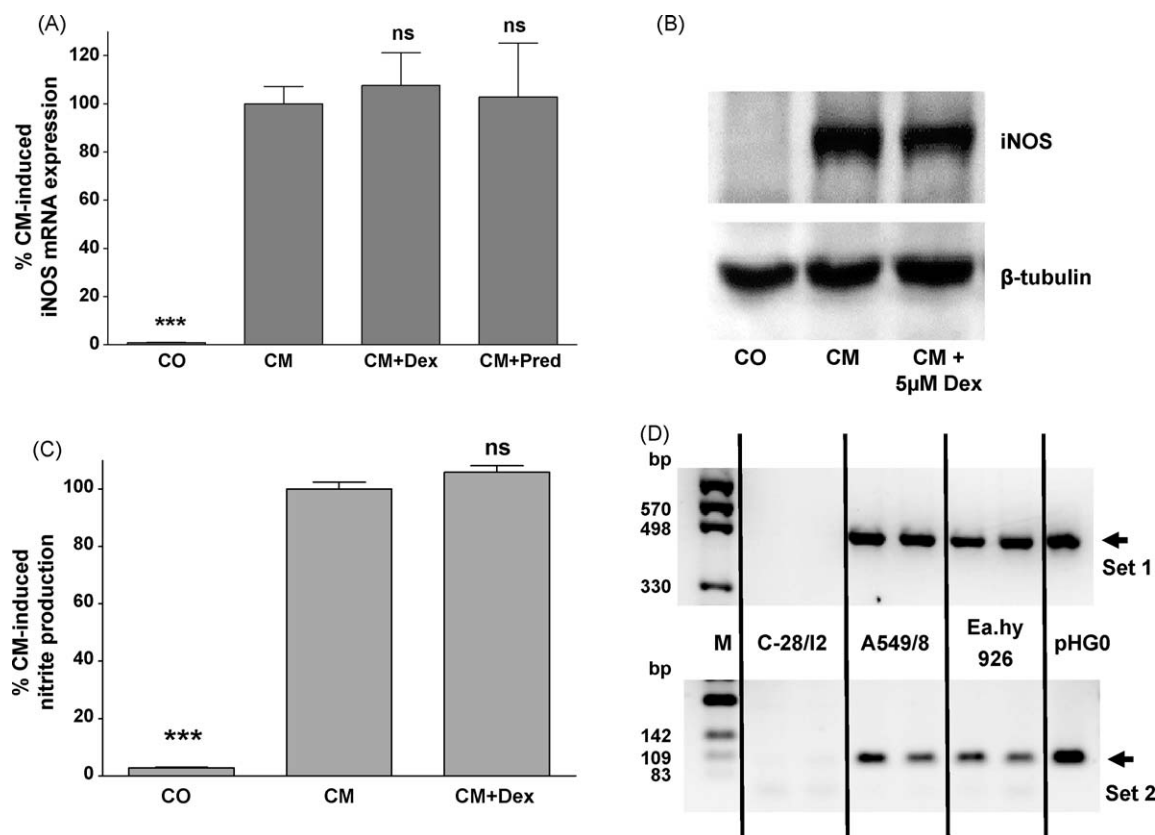 (A)
% CM-induced
iNOS mRNA expression
120
100
80
60
40
20
0
ns
ns
***
CO
CM
CM+Dex
CM+Pred
(B)
iNOS
β-tubulin
CO
CM
CM +
5µM Dex
(C)
% CM-induced
nitrite production
100
80
60
40
20
0
ns
***
CO
CM
CM+Dex
(D)
bp
570
498
330
Set 1
M
C-28/I2
A549/8
Ea.hy
926
pHG0
bp
142
109
83
Set 2